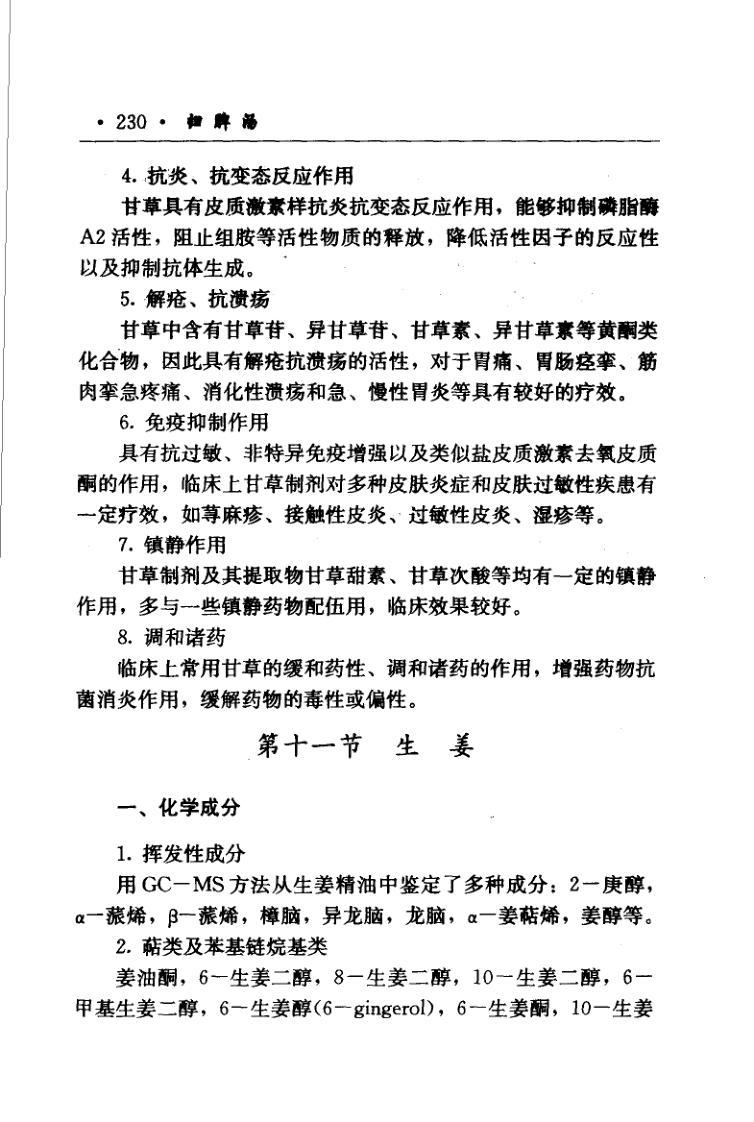 ·230· 归脾汤
4. 抗炎、抗变态反应作用
甘草具有皮质激素样抗炎抗变态反应作用，能够抑制磷脂酶
A2 活性，阻止组胺等活性物质的释放，降低活性因子的反应性
以及抑制抗体生成。
5. 解痉、抗溃疡
甘草中含有甘草苷、异甘草苷、甘草素、异甘草素等黄酮类
化合物，因此具有解痉抗溃疡的活性，对于胃痛、胃肠痉挛、筋
肉挛急疼痛、消化性溃疡和急、慢性胃炎等具有较好的疗效。
6. 免疫抑制作用
具有抗过敏、非特异免疫增强以及类似盐皮质激素去氧皮质
酮的作用，临床上甘草制剂对多种皮肤炎症和皮肤过敏性疾患有
一定疗效，如荨麻疹、接触性皮炎、过敏性皮炎、湿疹等。
7. 镇静作用
甘草制剂及其提取物甘草甜素、甘草次酸等均有一定的镇静
作用，多与一些镇静药物配伍用，临床效果较好。
8. 调和诸药
临床上常用甘草的缓和药性、调和诸药的作用，增强药物抗
菌消炎作用，缓解药物的毒性或偏性。
第十一节 生 姜
一、化学成分
1. 挥发性成分
用 GC－MS 方法从生姜精油中鉴定了多种成分：2－庚醇，
α－蒎烯，β－蒎烯，樟脑，异龙脑，龙脑，α－姜萜烯，姜醇等。
2. 萜类及苯基链烷基类
姜油酮，6－生姜二醇，8－生姜二醇，10－生姜二醇，6－
甲基生姜二醇，6－生姜醇(6－gingerol)，6－生姜酮，10－生姜